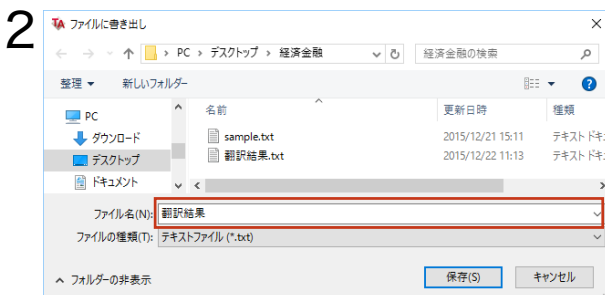 2
TA ファイルに書き出し
PC › デスクトップ › 経済金融
経済金融の検索
整理 新しいフォルダー
PC
ダウンロード
デスクトップ
ドキュメント
名前 更新日時 種類
sample.txt 2015/12/21 15:11 テキスト ドキ
翻訳結果.txt 2015/12/22 11:13 テキスト ドキ
ファイル名(N): 翻訳結果
ファイルの種類(T): テキストファイル (*.txt)
フォルダーの非表示
保存(S) キャンセル